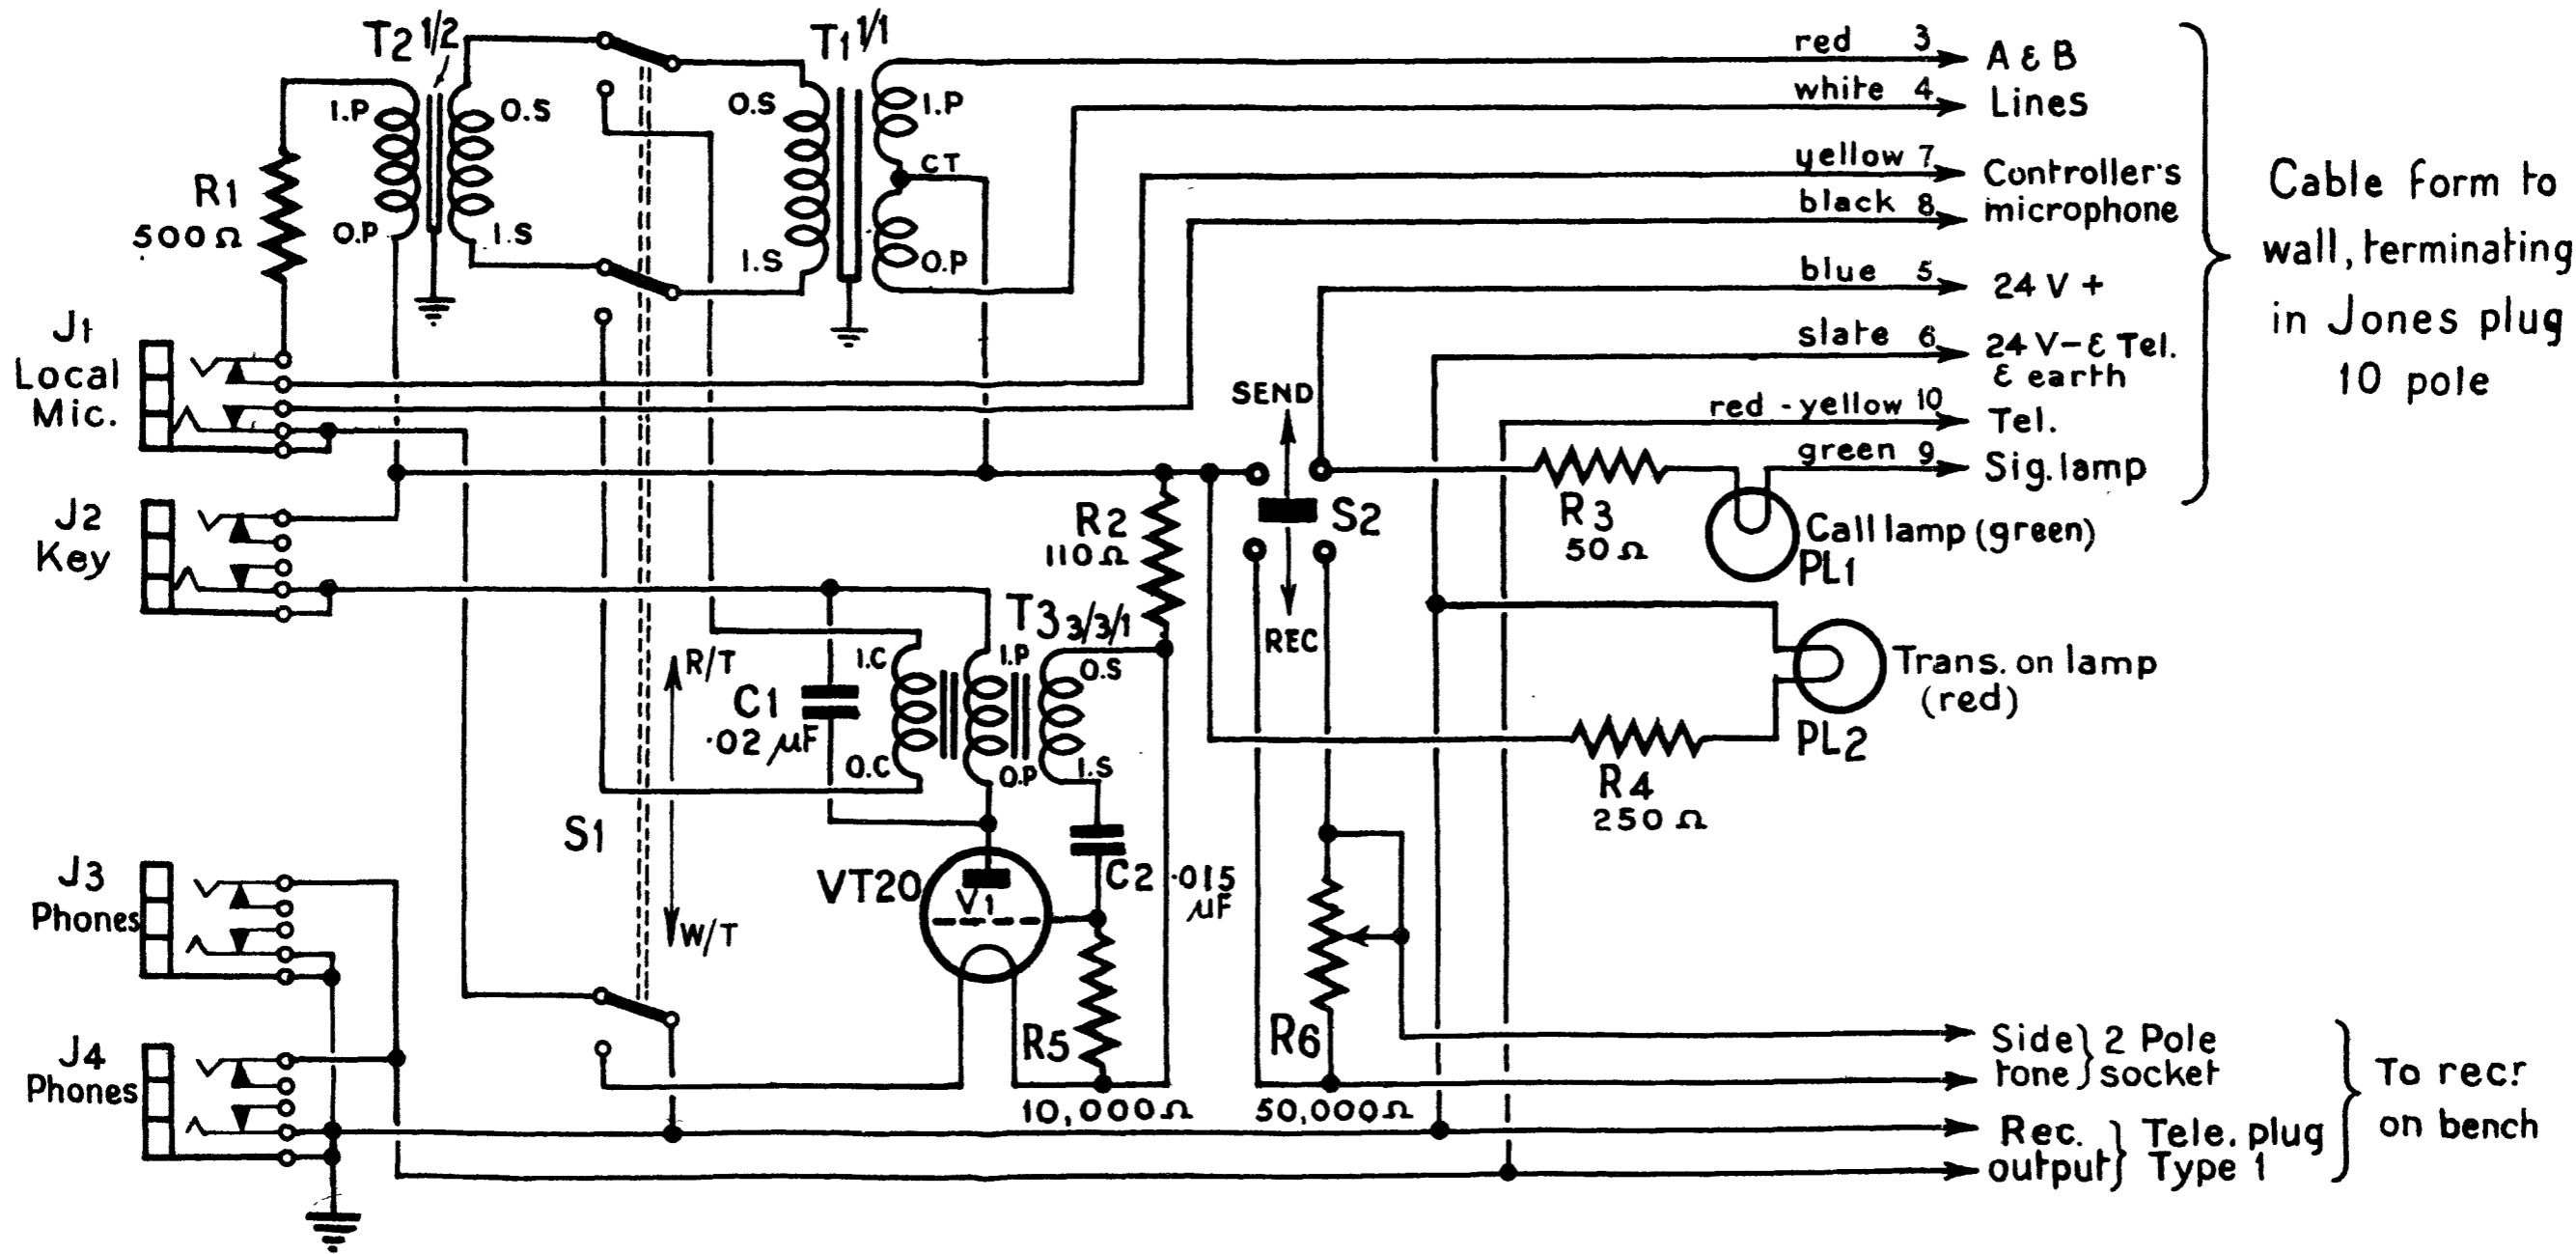 T2 1/2
T1 1/1
I.P
O.S
O.P
I.S
R1
500Ω
O.S
I.S
I.P
CT
O.P
red 3
A & B
white 4
Lines
yellow 7
Controller's
black 8
microphone
blue 5
24 V +
slate 6
24 V - & Tel.
& earth
red - yellow 10
Tel.
green 9
Sig. lamp
Cable form to
wall, terminating
in Jones plug
10 pole
J1
Local
Mic.
J2
Key
J3
Phones
J4
Phones
SEND
S2
REC
R2
110Ω
R3
50Ω
Call lamp (green)
PL1
Trans. on lamp
(red)
PL2
R4
250Ω
T3 3/3/1
I.C
I.P
O.S
O.C
O.P
I.S
R/T
W/T
S1
C1
·02 μF
VT20
V1
C2 ·015
μF
R5
10,000Ω
R6
50,000Ω
Side
tone
2 Pole
socket
Rec.
output
Tele. plug
Type 1
To recr
on bench